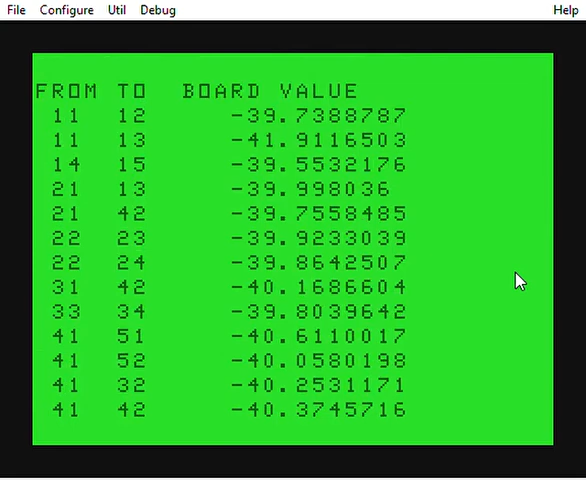 File Configure Util Debug Help
FROM TO BOARD VALUE
11 12 -39.7388787
11 13 -41.9116503
14 15 -39.5532176
21 13 -39.998036
21 42 -39.7558485
22 23 -39.9233039
22 24 -39.8642507
31 42 -40.1686604
33 34 -39.8039642
41 51 -40.6110017
41 52 -40.0580198
41 32 -40.2531171
41 42 -40.3745716